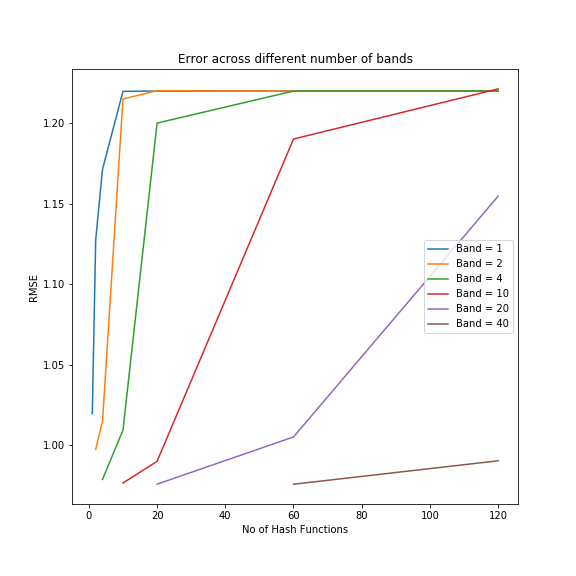 Error across different number of bands
RMSE
1.20
1.15
1.10
1.05
1.00
Band = 1
Band = 2
Band = 4
Band = 10
Band = 20
Band = 40
0 20 40 60 80 100 120
No of Hash Functions